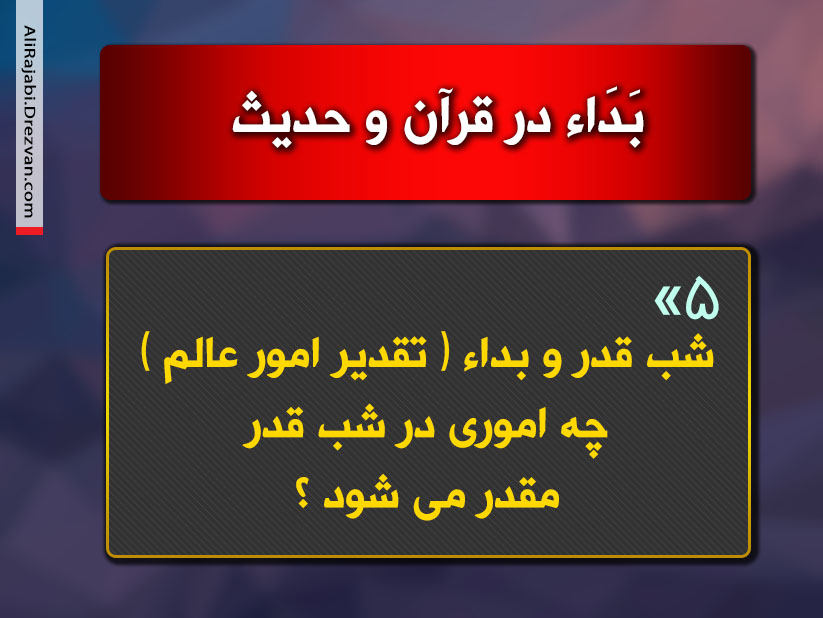 AliRajabi.Drezvan.com
بَدَاء در قرآن و حدیث
۵»
شب قدر و بداء ( تقدیر امور عالم )
چه اموری در شب قدر
مقدر می شود ؟